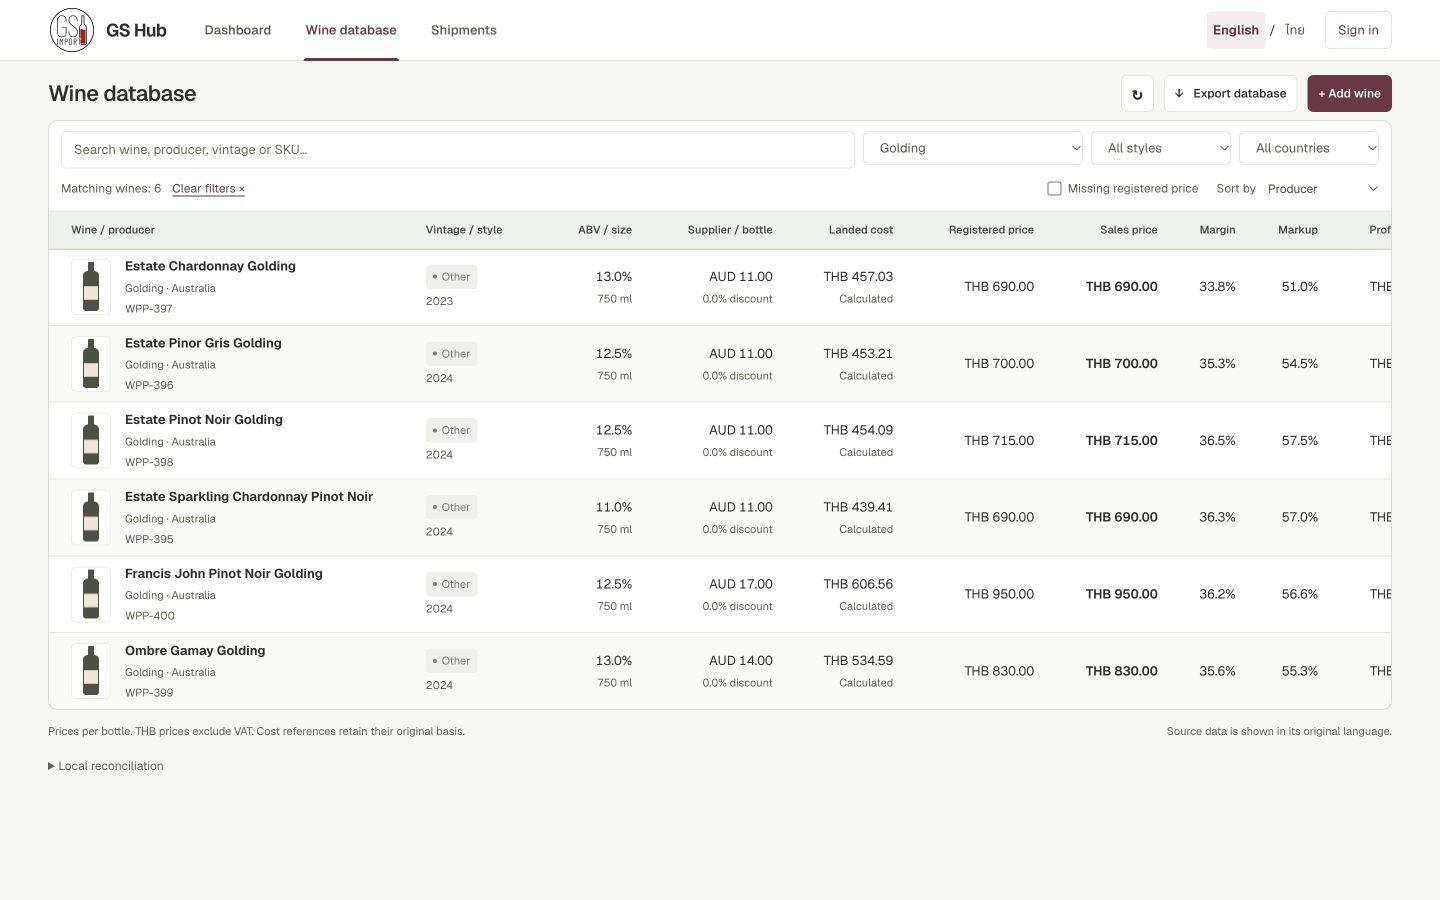 GS IMPORT GS Hub Dashboard Wine database Shipments English / ไทย Sign in
Wine database ↻ ↓ Export database + Add wine
Search wine, producer, vintage or SKU... Golding All styles All countries
Matching wines: 6 Clear filters × Missing registered price Sort by Producer
Wine / producer Vintage / style ABV / size Supplier / bottle Landed cost Registered price Sales price Margin Markup Prof
Estate Chardonnay Golding • Other 13.0% AUD 11.00 THB 457.03 THB 690.00 THB 690.00 33.8% 51.0% THB
Golding · Australia 2023 750 ml 0.0% discount Calculated
WPP-397
Estate Pinor Gris Golding • Other 12.5% AUD 11.00 THB 453.21 THB 700.00 THB 700.00 35.3% 54.5% THB
Golding · Australia 2024 750 ml 0.0% discount Calculated
WPP-396
Estate Pinot Noir Golding • Other 12.5% AUD 11.00 THB 454.09 THB 715.00 THB 715.00 36.5% 57.5% THB
Golding · Australia 2024 750 ml 0.0% discount Calculated
WPP-398
Estate Sparkling Chardonnay Pinot Noir • Other 11.0% AUD 11.00 THB 439.41 THB 690.00 THB 690.00 36.3% 57.0% THB
Golding · Australia 2024 750 ml 0.0% discount Calculated
WPP-395
Francis John Pinot Noir Golding • Other 12.5% AUD 17.00 THB 606.56 THB 950.00 THB 950.00 36.2% 56.6% THB
Golding · Australia 2024 750 ml 0.0% discount Calculated
WPP-400
Ombre Gamay Golding • Other 13.0% AUD 14.00 THB 534.59 THB 830.00 THB 830.00 35.6% 55.3% THB
Golding · Australia 2024 750 ml 0.0% discount Calculated
WPP-399
Prices per bottle. THB prices exclude VAT. Cost references retain their original basis. Source data is shown in its original language.
▶ Local reconciliation